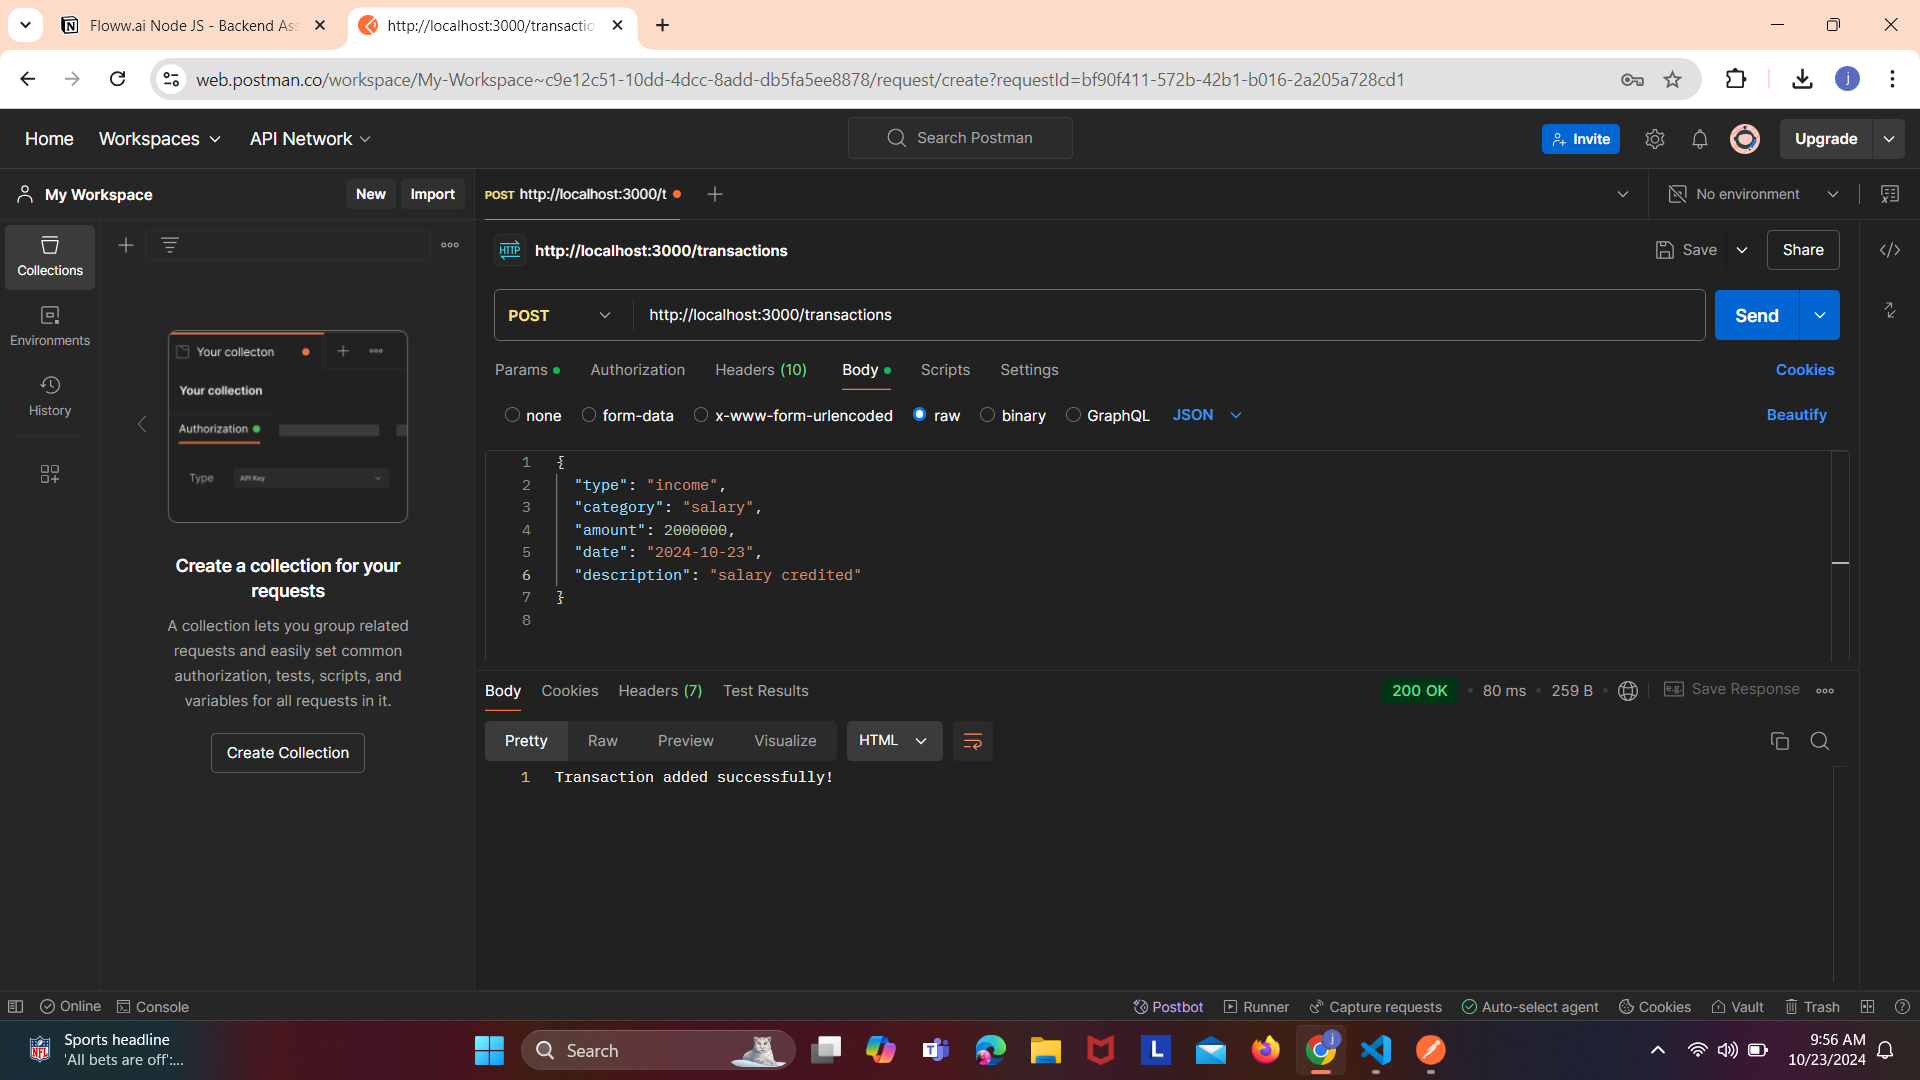 Floww.ai Node JS - Backend Ass
http://localhost:3000/transactio
web.postman.co/workspace/My-Workspace~c9e12c51-10dd-4dcc-8add-db5fa5ee8878/request/create?requestId=bf90f411-572b-42b1-b016-2a205a728cd1
j
Home Workspaces API Network
Search Postman
Invite
Upgrade
My Workspace
New Import
POST http://localhost:3000/t
No environment
Collections
Environments
History
HTTP http://localhost:3000/transactions
Save
Share
POST http://localhost:3000/transactions
Send
Params Authorization Headers (10) Body Scripts Settings
Cookies
none form-data x-www-form-urlencoded raw binary GraphQL JSON
Beautify
Your collecton
Your collection
Authorization
Type API Key
Create a collection for your
requests
A collection lets you group related
requests and easily set common
authorization, tests, scripts, and
variables for all requests in it.
Create Collection
1 {
2 "type": "income",
3 "category": "salary",
4 "amount": 2000000,
5 "date": "2024-10-23",
6 "description": "salary credited"
7 }
8
Body Cookies Headers (7) Test Results
200 OK 80 ms 259 B
e.g. Save Response
Pretty Raw Preview Visualize HTML
1 Transaction added successfully!
Online Console
Postbot Runner Capture requests Auto-select agent Cookies Vault Trash
Sports headline
'All bets are off':...
Search
L
j
9:56 AM
10/23/2024